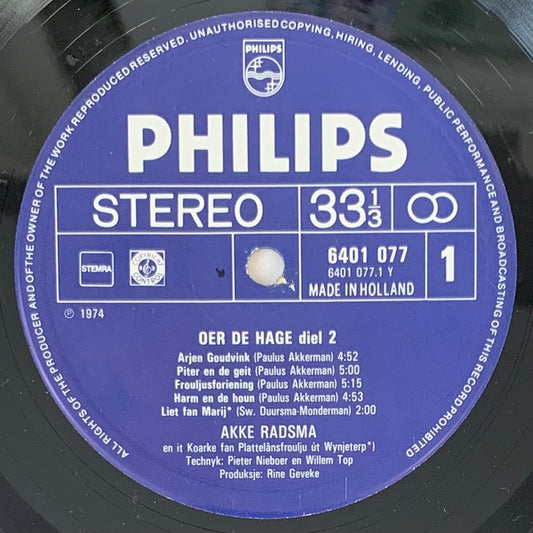 ALL RIGHTS OF THE PRODUCER AND OF THE OWNER OF THE WORK REPRODUCED RESERVED. UNAUTHORISED COPYING, HIRING, LENDING, PUBLIC PERFORMANCE AND BROADCASTING OF THIS RECORD PROHIBITED
PHILIPS
PHILIPS
STEREO 33 1/3
STEMRA
6401 077
6401 077.1 Y
MADE IN HOLLAND
1
℗ 1974
OER DE HAGE diel 2
Arjen Goudvink (Paulus Akkerman) 4:52
Piter en de geit (Paulus Akkerman) 5:00
Frouljusforiening (Paulus Akkerman) 5:15
Harm en de houn (Paulus Akkerman) 4:53
Liet fan Marij* (Sw. Duursma-Monderman) 2:00
AKKE RADSMA
en it Koarke fan Plattelànsfroulju út Wynjeterp*)
Technyk: Pieter Nieboer en Willem Top
Produksje: Rine Geveke